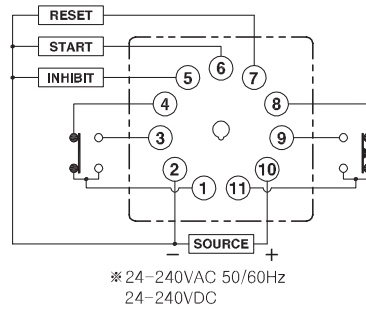 RESET
START
INHIBIT
6
5
7
4
8
3
9
2
10
1
11
− SOURCE +
※ 24-240VAC 50/60Hz
24-240VDC